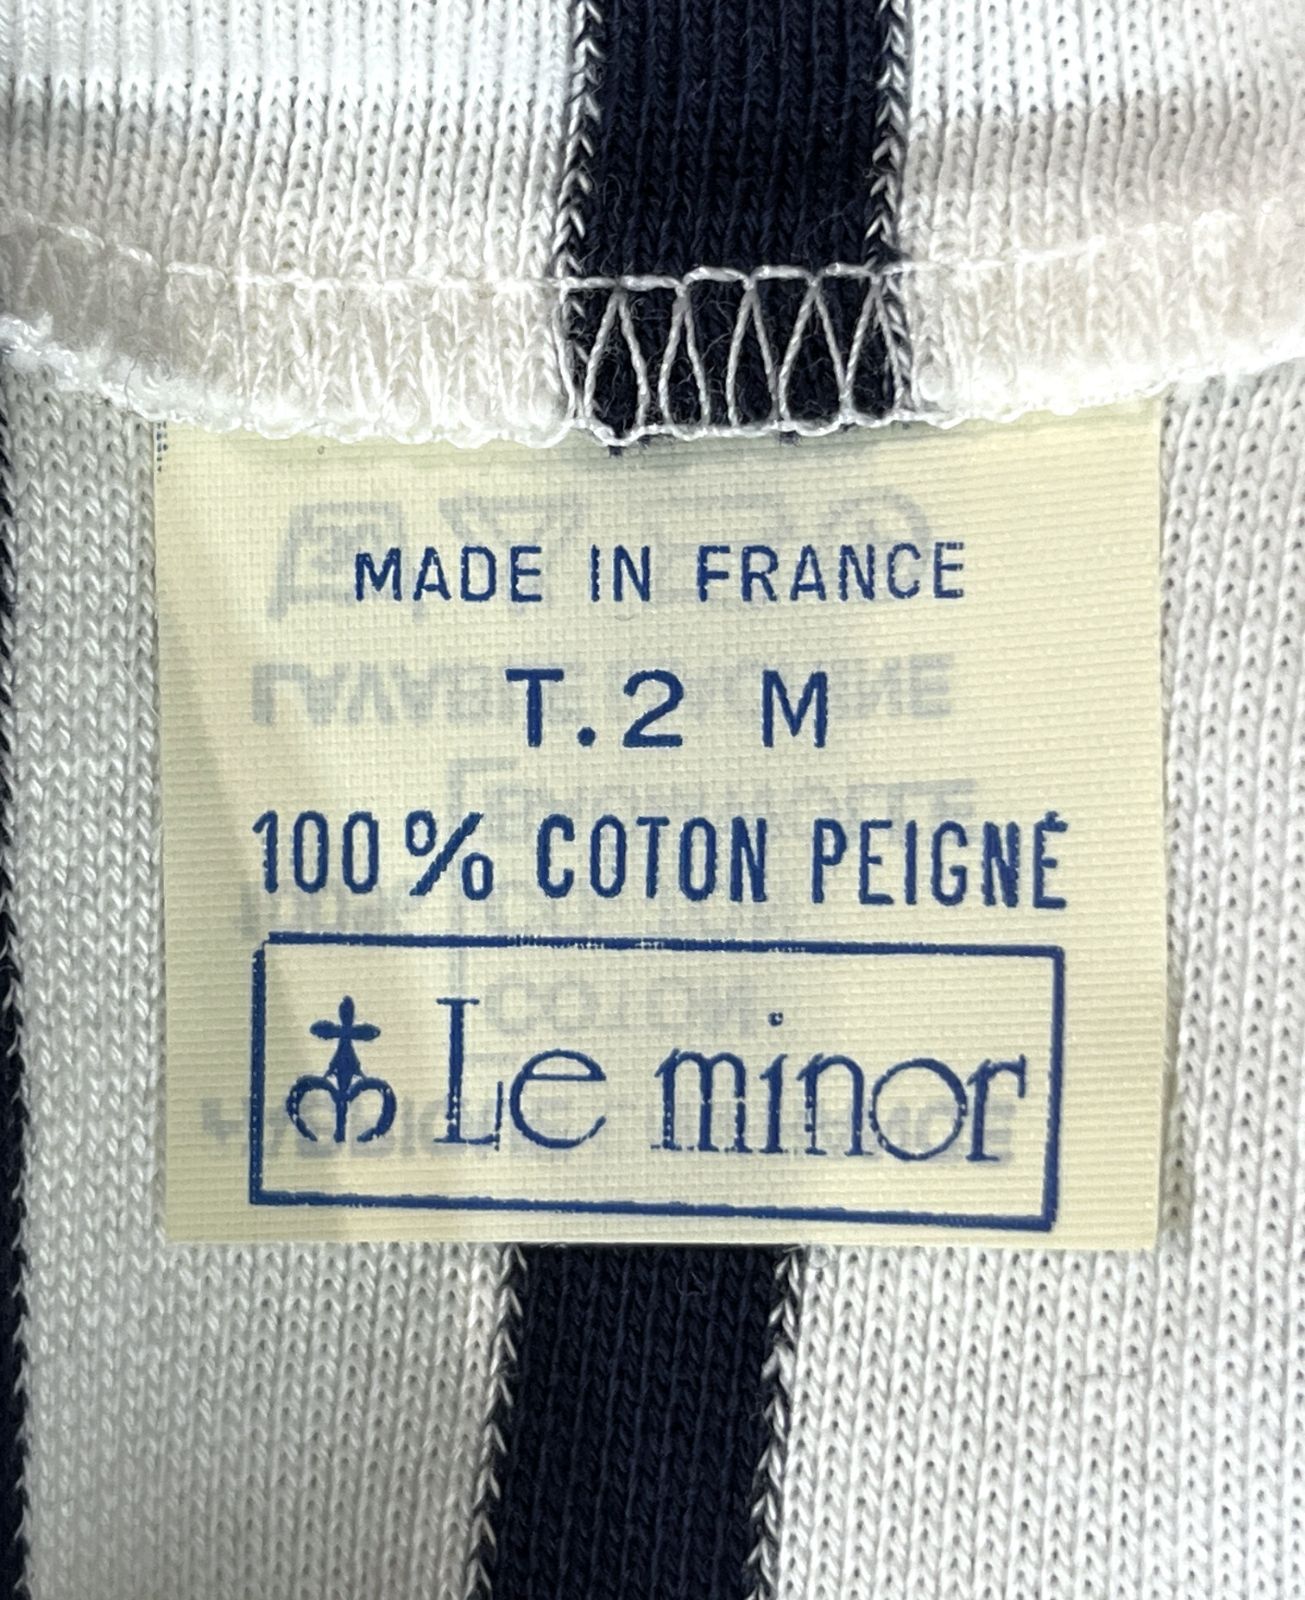 MADE IN FRANCE
T.2 M
100% COTON PEIGNÉ
Le minor